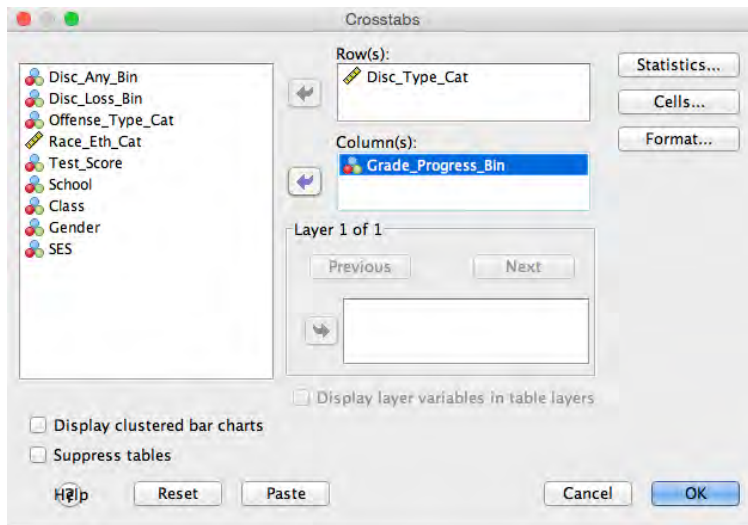 Crosstabs
Disc_Any_Bin
Disc_Loss_Bin
Offense_Type_Cat
Race_Eth_Cat
Test_Score
School
Class
Gender
SES
Row(s):
Disc_Type_Cat
Column(s):
Grade_Progress_Bin
Layer 1 of 1
Previous Next
Display layer variables in table layers
Statistics...
Cells...
Format...
Display clustered bar charts
Suppress tables
Help ? Reset Paste Cancel OK